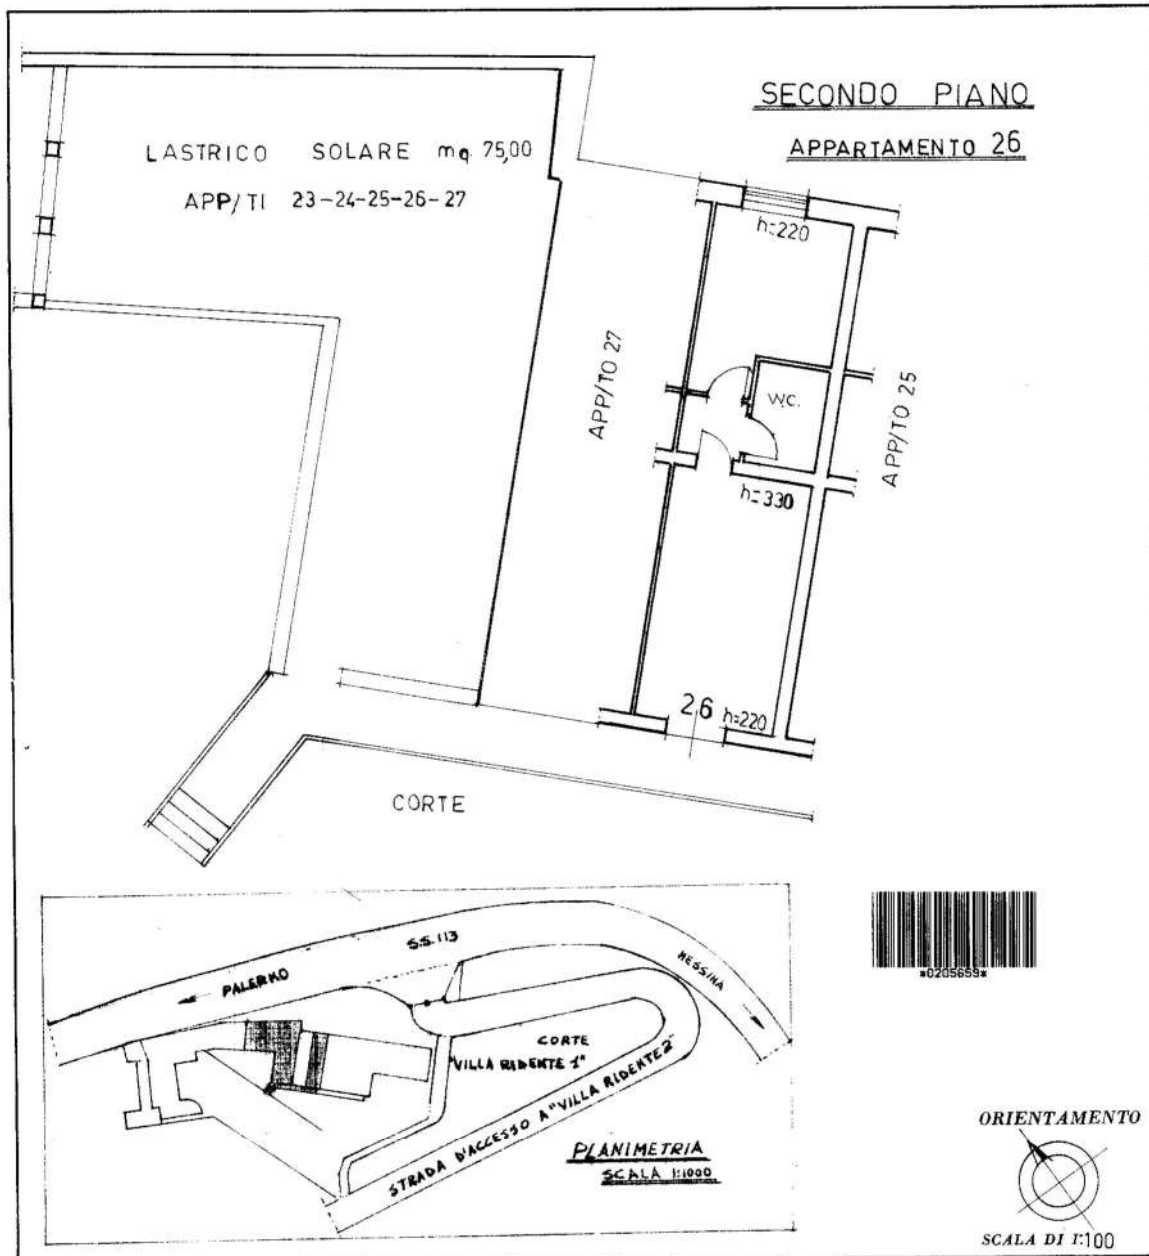 SECONDO PIANO
APPARTAMENTO 26
LASTRICO SOLARE mq. 75,00
APP/TI 23-24-25-26-27
h=220
APP/TO 27
W.C.
APP/TO 25
h=330
26 h=220
CORTE
S.S. 113
PALERMO
MESSINA
CORTE
"VILLA RIDENTE 1"
STRADA D'ACCESSO A "VILLA RIDENTE 2"
PLANIMETRIA
SCALA 1:1000
*0205659*
ORIENTAMENTO
SCALA DI 1:100